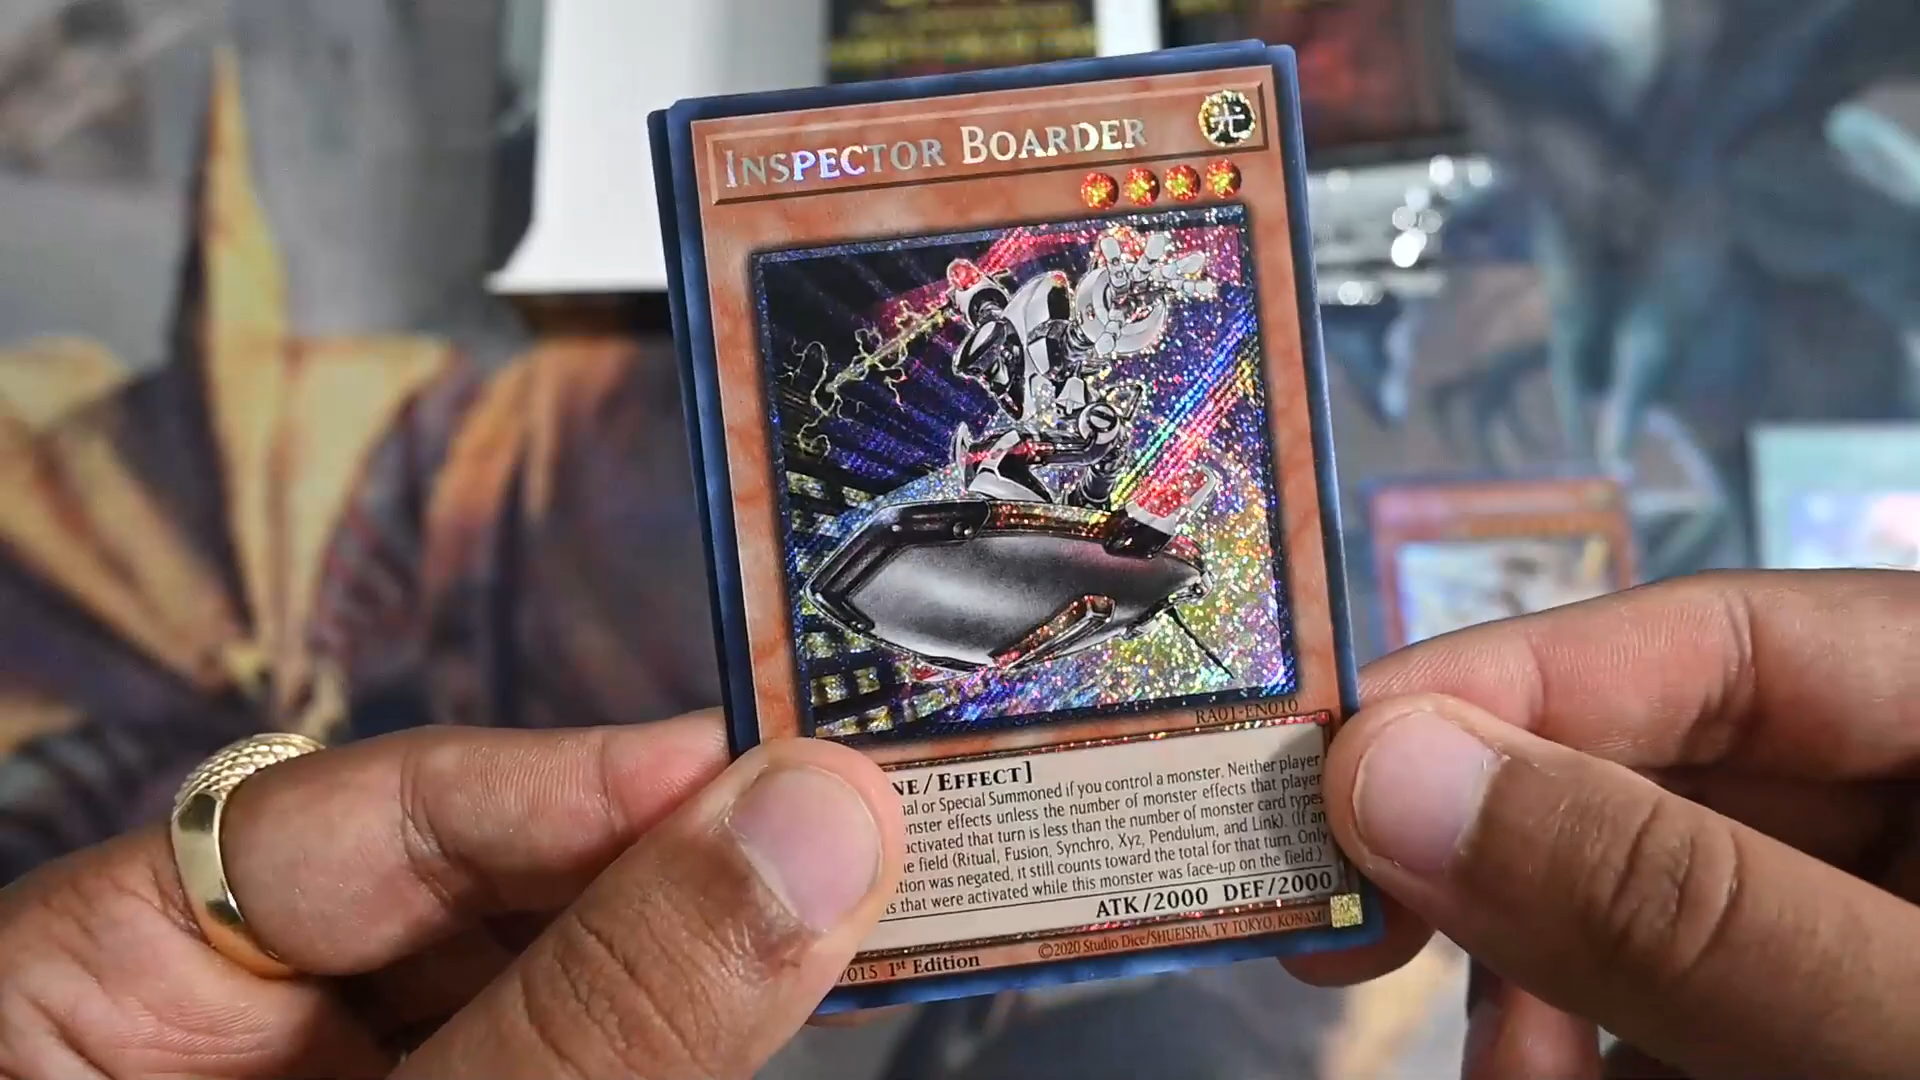 INSPECTOR BOARDER
光
RA01-EN010
NE/EFFECT]
al or Special Summoned if you control a monster. Neither player
nster effects unless the number of monster effects that player
activated that turn is less than the number of monster card types
e field (Ritual, Fusion, Synchro, Xyz, Pendulum, and Link). (If an
tion was negated, it still counts toward the total for that turn. Only
s that were activated while this monster was face-up on the field.)
ATK/2000 DEF/2000
7015 1st Edition
©2020 Studio Dice/SHUEISHA, TV TOKYO, KONAMI